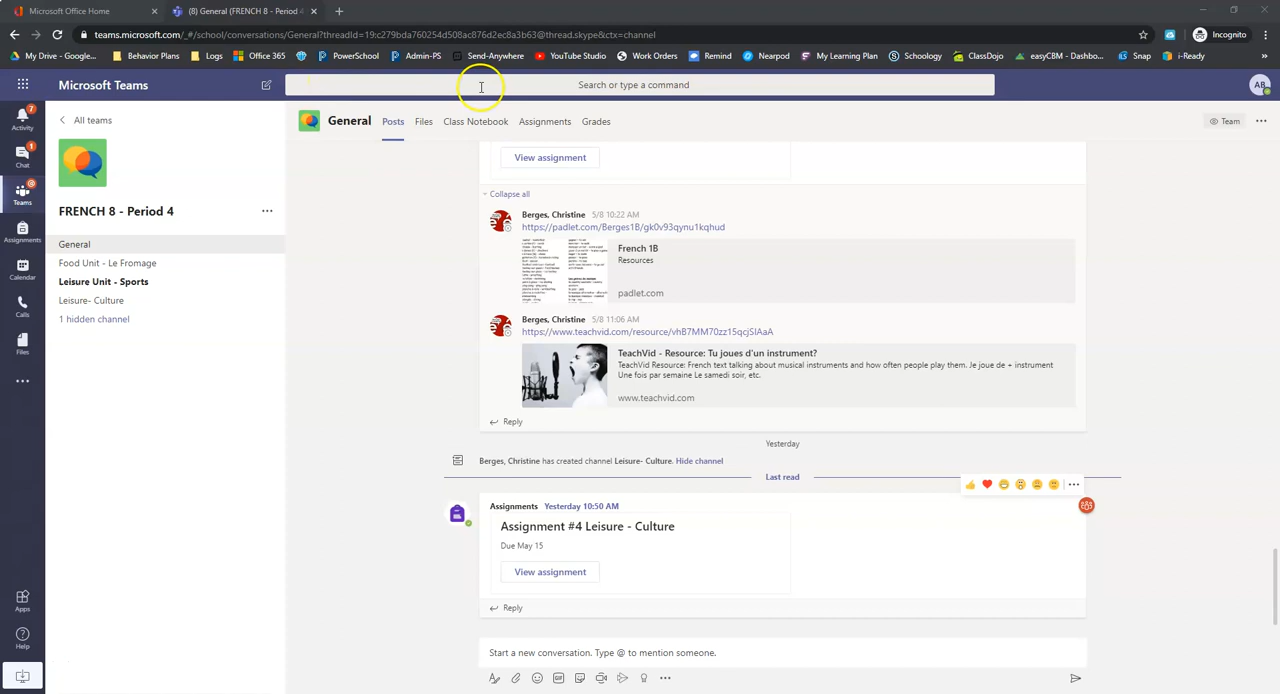 Microsoft Office Home
(8) General (FRENCH 8 - Period 4
teams.microsoft.com/_#/school/conversations/General?threadId=19:c279bda760254d508ac876d2ec8a3b63@thread.skype&ctx=channel
Incognito
My Drive - Google...
Behavior Plans
Logs
Office 365
P
PowerSchool
Admin-PS
Send-Anywhere
YouTube Studio
Work Orders
Remind
Nearpod
My Learning Plan
Schoology
ClassDojo
easyCBM - Dashbo...
Snap
i-Ready
Microsoft Teams
Search or type a command
AB
Activity
7
Chat
1
Teams
Assignments
Calendar
Calls
Files
Apps
Help
All teams
FRENCH 8 - Period 4
General
Food Unit - Le Fromage
Leisure Unit - Sports
Leisure- Culture
1 hidden channel
General
Posts
Files
Class Notebook
Assignments
Grades
Team
View assignment
Collapse all
Berges, Christine 5/8 10:22 AM
https://padlet.com/Berges1B/gk0v93qynu1kqhud
French 1B
Resources
padlet.com
Berges, Christine 5/8 11:06 AM
https://www.teachvid.com/resource/vhB7MM70zz15qcjSlAaA
TeachVid - Resource: Tu joues d'un instrument?
TeachVid Resource: French text talking about musical instruments and how often people play them. Je joue de + instrument
Une fois par semaine Le samedi soir, etc.
www.teachvid.com
Reply
Yesterday
Berges, Christine has created channel Leisure- Culture. Hide channel
Last read
Assignments Yesterday 10:50 AM
Assignment #4 Leisure - Culture
Due May 15
View assignment
Reply
Start a new conversation. Type @ to mention someone.
GIF